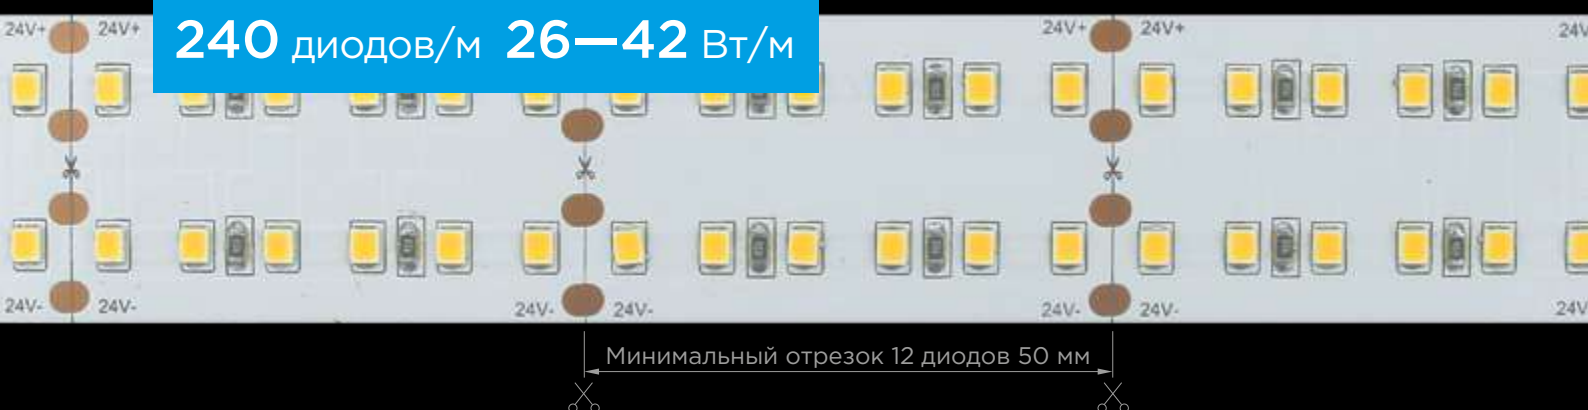 240 диодов/м 26—42 Вт/м
24V+ 24V+ 24V+ 24V+ 24V
24V- 24V- 24V- 24V- 24V- 24V- 24V
Минимальный отрезок 12 диодов 50 мм